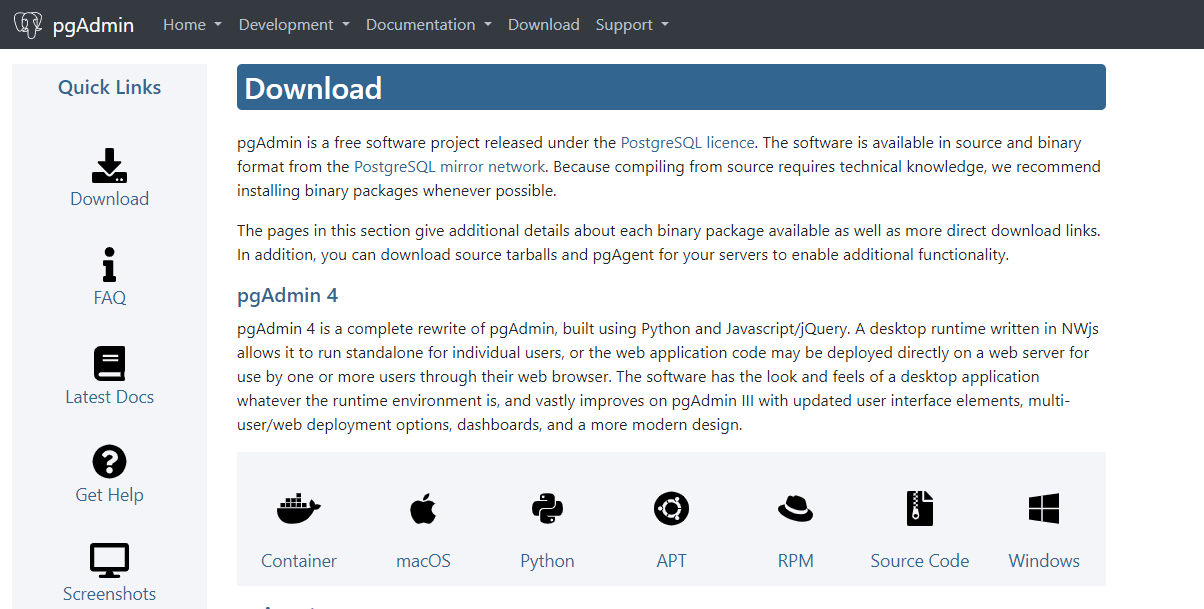 pgAdmin Home Development Documentation Download Support
Quick Links
Download
FAQ
Latest Docs
Get Help
Screenshots
Download
pgAdmin is a free software project released under the PostgreSQL licence. The software is available in source and binary
format from the PostgreSQL mirror network. Because compiling from source requires technical knowledge, we recommend
installing binary packages whenever possible.
The pages in this section give additional details about each binary package available as well as more direct download links.
In addition, you can download source tarballs and pgAgent for your servers to enable additional functionality.
pgAdmin 4
pgAdmin 4 is a complete rewrite of pgAdmin, built using Python and Javascript/jQuery. A desktop runtime written in NWjs
allows it to run standalone for individual users, or the web application code may be deployed directly on a web server for
use by one or more users through their web browser. The software has the look and feels of a desktop application
whatever the runtime environment is, and vastly improves on pgAdmin III with updated user interface elements, multi-
user/web deployment options, dashboards, and a more modern design.
Container macOS Python APT RPM Source Code Windows